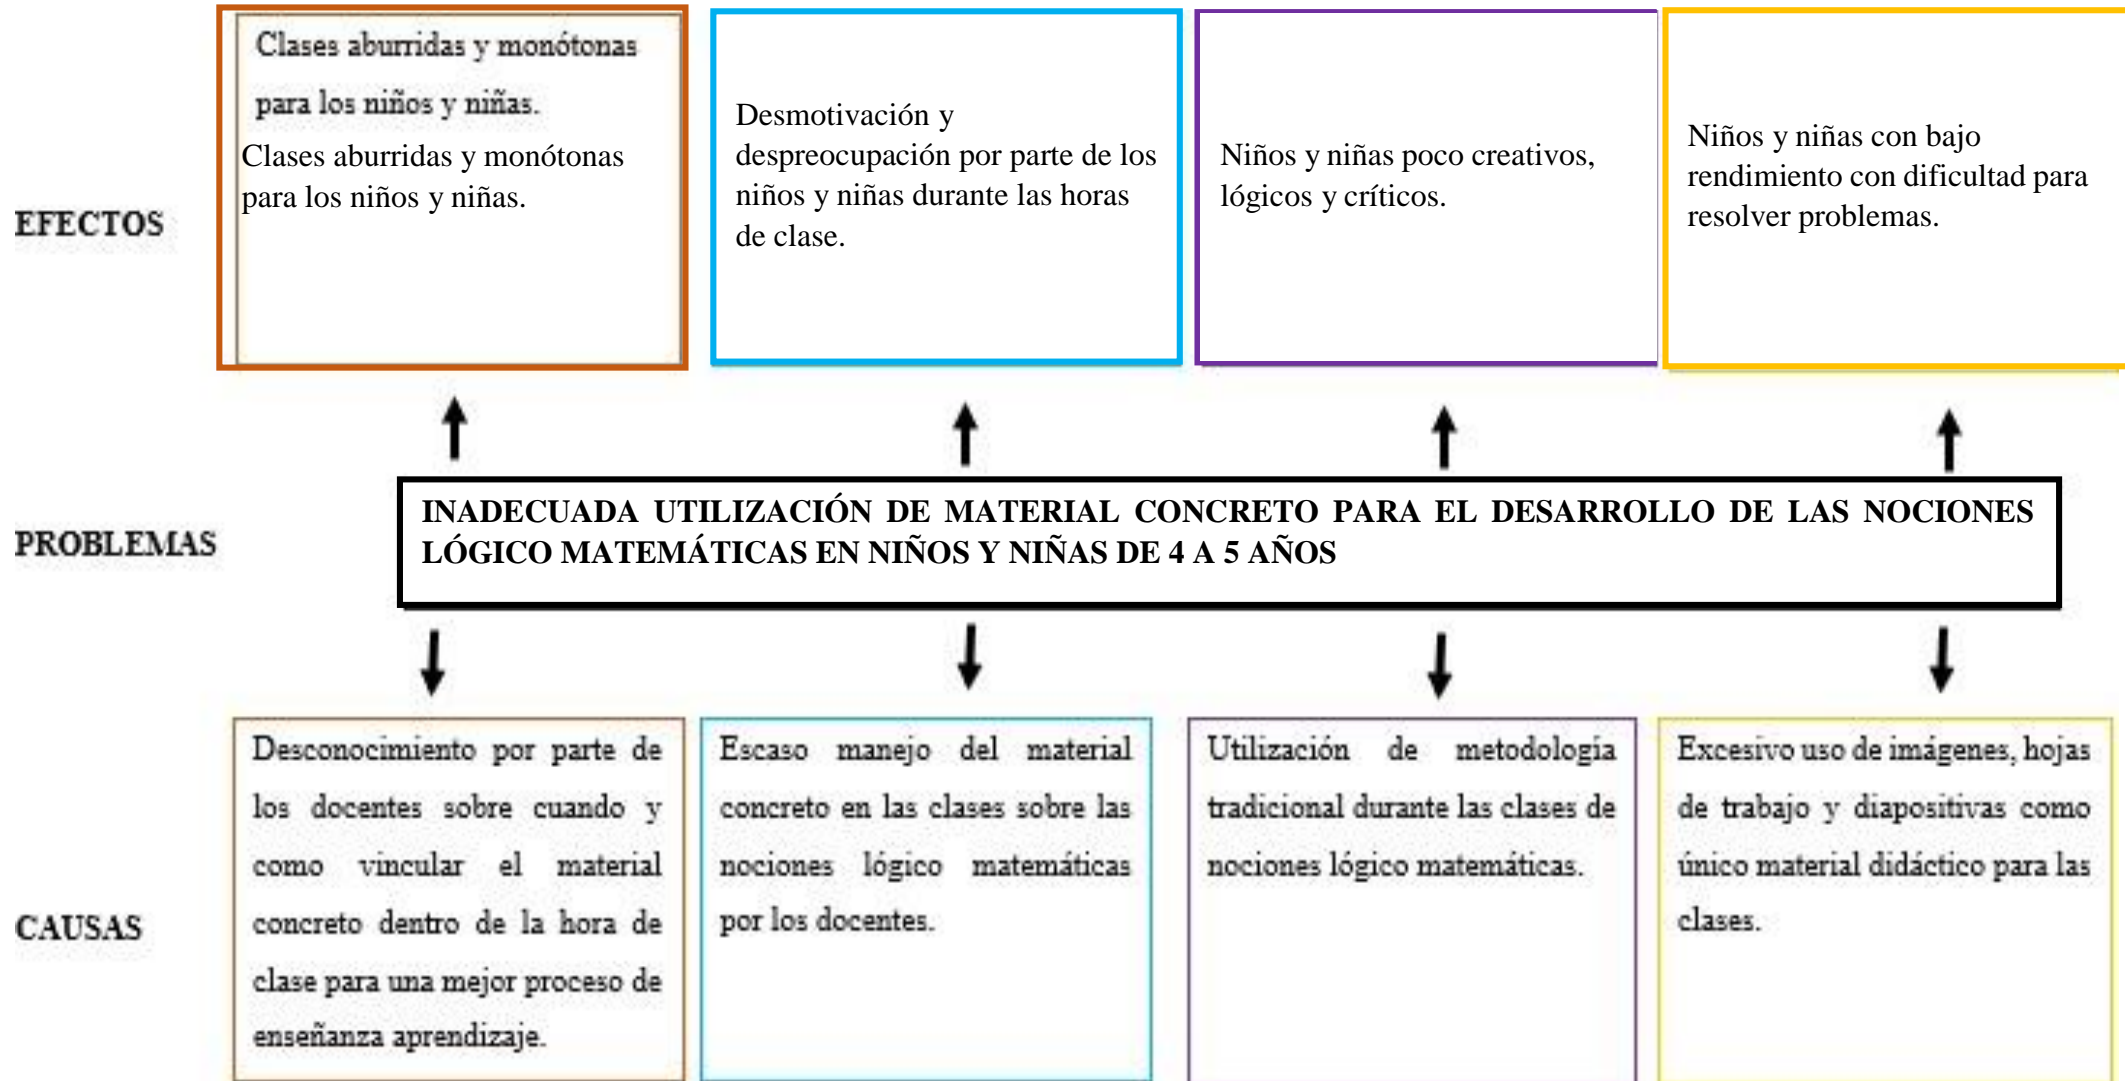 Clases aburridas y monótonas
para los niños y niñas.
Clases aburridas y monótonas
para los niños y niñas.
Desmotivación y
despreocupación por parte de los
niños y niñas durante las horas
de clase.
Niños y niñas poco creativos,
lógicos y críticos.
Niños y niñas con bajo
rendimiento con dificultad para
resolver problemas.
EFECTOS
PROBLEMAS
INADECUADA UTILIZACIÓN DE MATERIAL CONCRETO PARA EL DESARROLLO DE LAS NOCIONES
LÓGICO MATEMÁTICAS EN NIÑOS Y NIÑAS DE 4 A 5 AÑOS
CAUSAS
Desconocimiento por parte de
los docentes sobre cuando y
como vincular el material
concreto dentro de la hora de
clase para una mejor proceso de
enseñanza aprendizaje.
Escaso manejo del material
concreto en las clases sobre las
nociones lógico matemáticas
por los docentes.
Utilización de metodología
tradicional durante las clases de
nociones lógico matemáticas.
Excesivo uso de imágenes, hojas
de trabajo y diapositivas como
único material didáctico para las
clases.